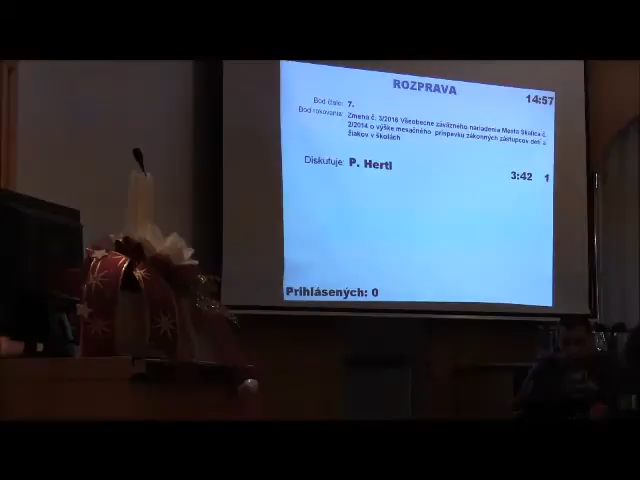 ROZPRAVA
14:57
Bod číslo: 7.
Bod rokovania: Zmena č. 3/2016 Všeobecne záväzného nariadenia Mesta Skalica č.
2/2014 o výške mesačného príspevku zákonných zástupcov detí a
žiakov v školách
Diskutuje: P. Hertl
3:42 1
Prihlásených: 0